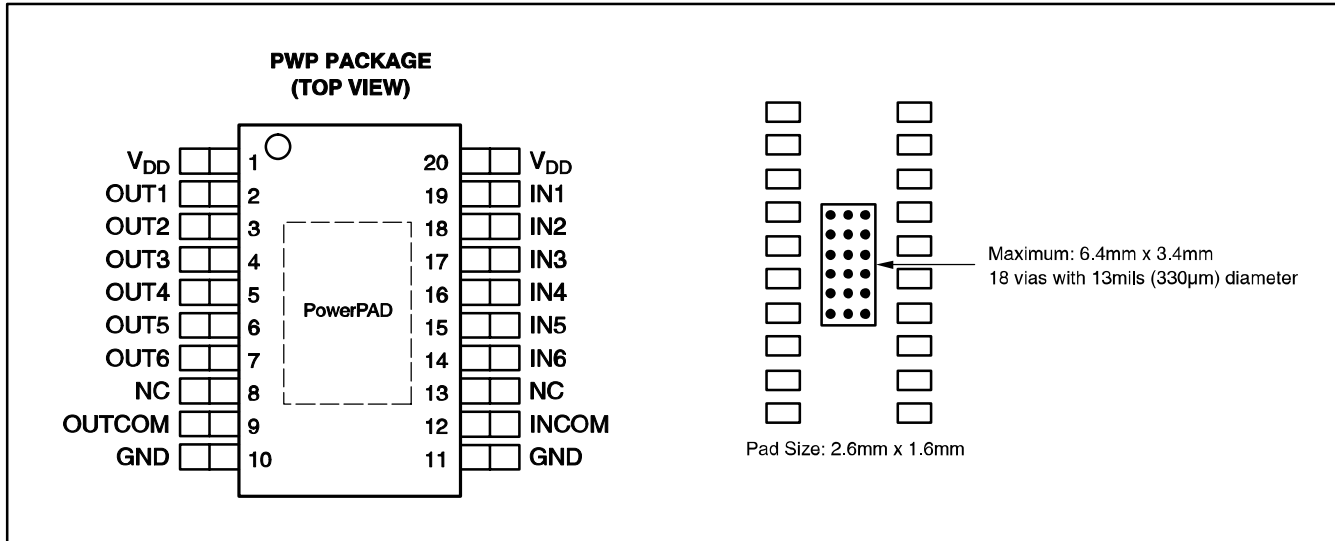 PWP PACKAGE
(TOP VIEW)
VDD 1 20 VDD
OUT1 2 19 IN1
OUT2 3 18 IN2
OUT3 4 17 IN3
OUT4 5 16 IN4
OUT5 6 15 IN5
OUT6 7 14 IN6
NC 8 13 NC
OUTCOM 9 12 INCOM
GND 10 11 GND
PowerPAD
Maximum: 6.4mm x 3.4mm
18 vias with 13mils (330μm) diameter
Pad Size: 2.6mm x 1.6mm